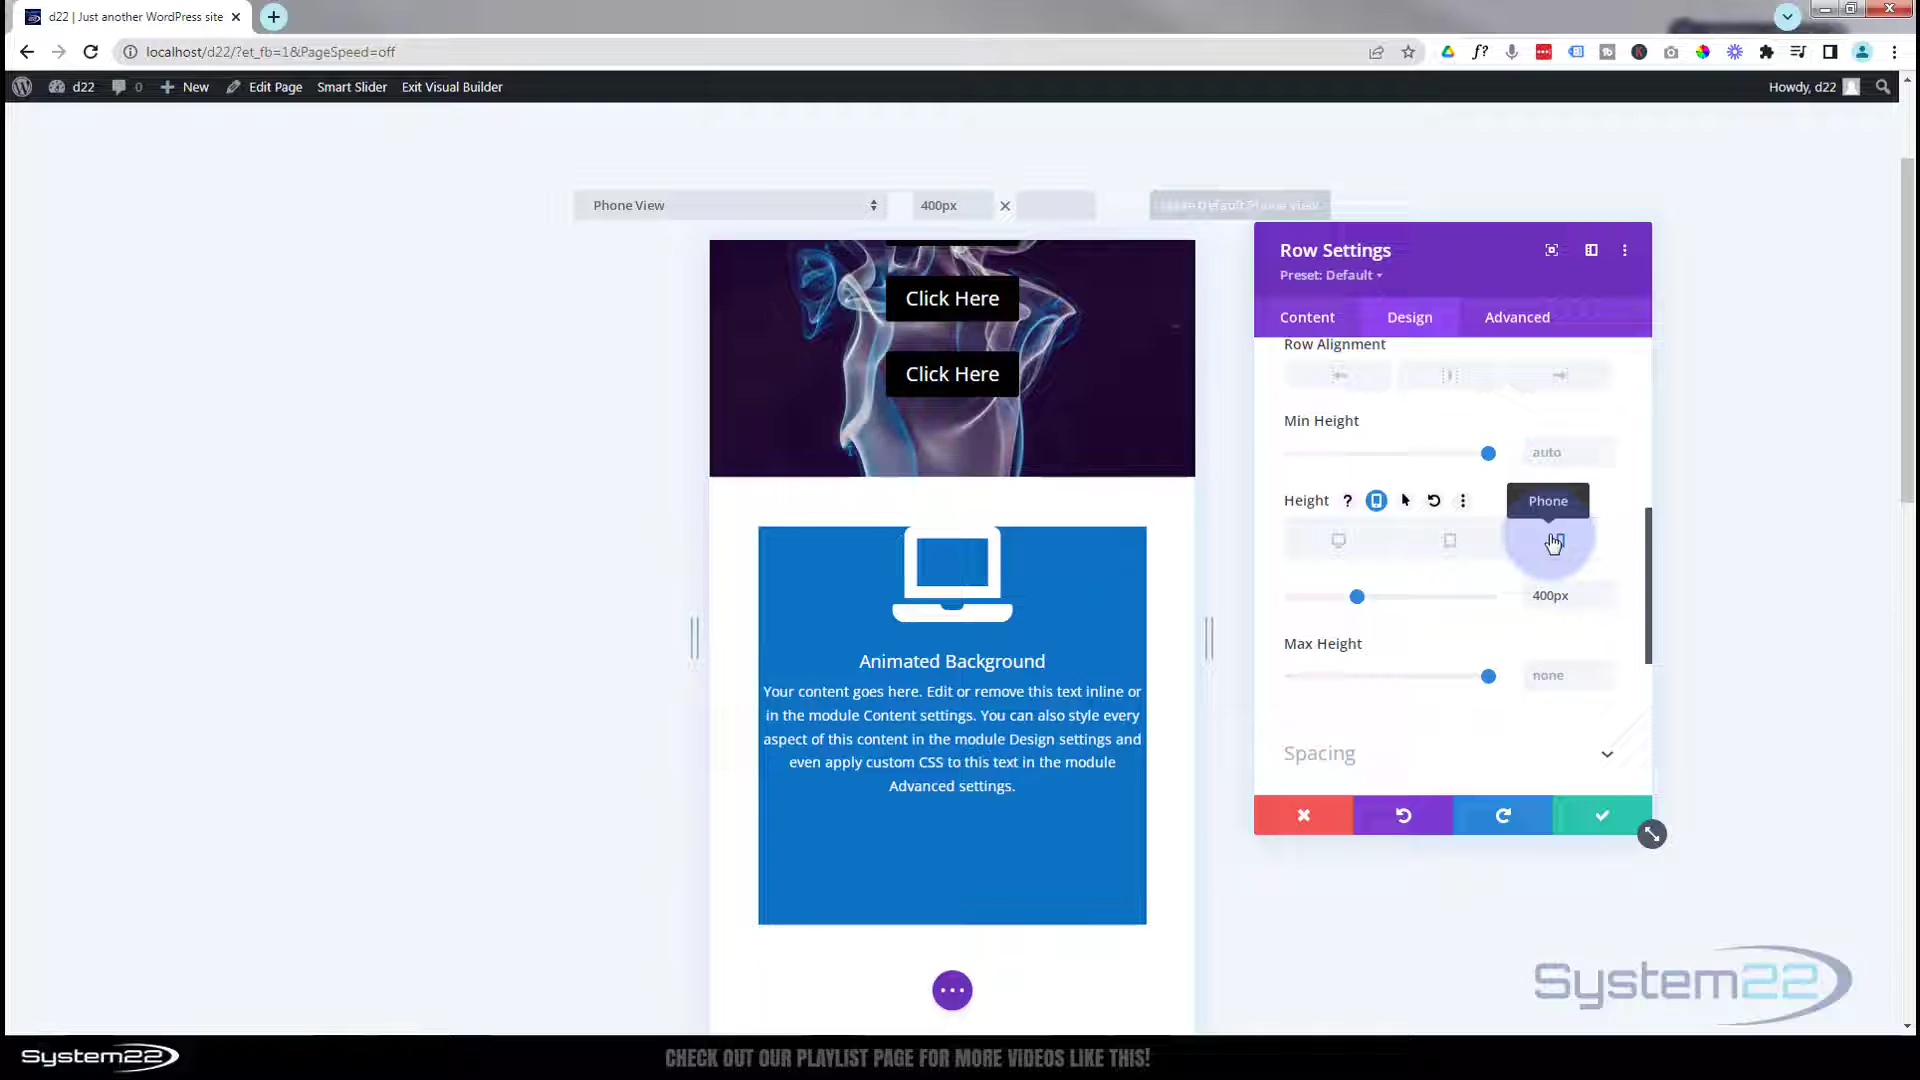 d22 | Just another WordPress site
localhost/d22/?et_fb=1&PageSpeed=off
d22 0 New Edit Page Smart Slider Exit Visual Builder Howdy, d22
Phone View 400px
Default Phone View
Click Here
Click Here
Animated Background
Your content goes here. Edit or remove this text inline or
in the module Content settings. You can also style every
aspect of this content in the module Design settings and
even apply custom CSS to this text in the module
Advanced settings.
Row Settings
Preset: Default
Content Design Advanced
Row Alignment
Min Height
auto
Height ? Phone
400px
Max Height
none
Spacing
System22
System22
CHECK OUT OUR PLAYLIST PAGE FOR MORE VIDEOS LIKE THIS!